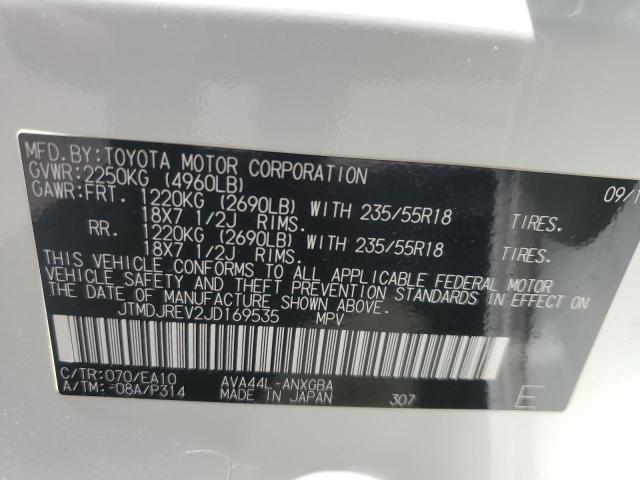 MFD.BY:TOYOTA MOTOR CORPORATION 09/1
GVWR:2250KG (4960LB)
GAWR:FRT. 1220KG (2690LB) WITH 235/55R18 TIRES.
18X7 1/2J RIMS.
RR. 1220KG (2690LB) WITH 235/55R18 TIRES.
18X7 1/2J RIMS.
THIS VEHICLE CONFORMS TO ALL APPLICABLE FEDERAL MOTOR
VEHICLE SAFETY AND THEFT PREVENTION STANDARDS IN EFFECT ON
THE DATE OF MANUFACTURE SHOWN ABOVE.
JTMDJREV2JD169535 MPV
C/TR:070/EA10 AVA44L-ANXGBA
A/TM:-08A/P314 MADE IN JAPAN 307 E